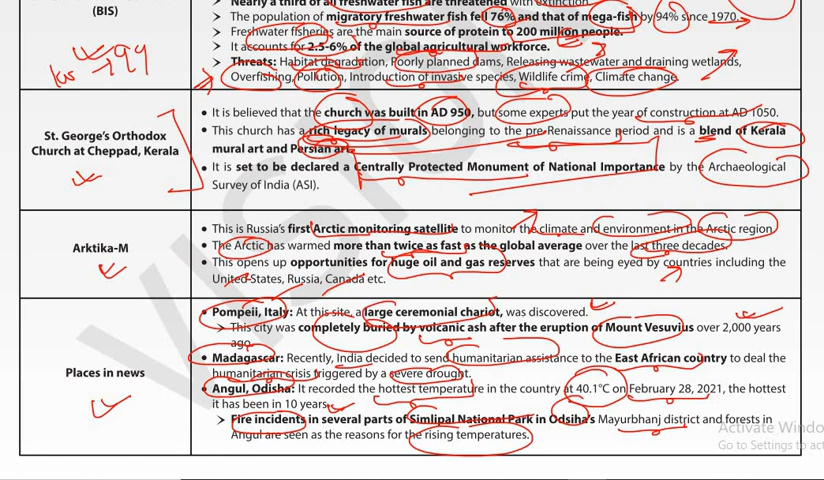 (BIS)
➢ Nearly a third of all freshwater fish are threatened with extinction.
➢ The population of migratory freshwater fish fell 76% and that of mega-fish by 94% since 1970.
➢ Freshwater fisheries are the main source of protein to 200 million people.
➢ It accounts for 2.5-6% of the global agricultural workforce.
➢ Threats: Habitat degradation, Poorly planned dams, Releasing wastewater and draining wetlands,
Overfishing, Pollution, Introduction of invasive species, Wildlife crime, Climate change.
St. George's Orthodox
Church at Cheppad, Kerala
• It is believed that the church was built in AD 950, but some experts put the year of construction at AD 1050.
• This church has a rich legacy of murals belonging to the pre-Renaissance period and is a blend of Kerala
mural art and Persian art.
• It is set to be declared a Centrally Protected Monument of National Importance by the Archaeological
Survey of India (ASI).
Arktika-M
• This is Russia's first Arctic monitoring satellite to monitor the climate and environment in the Arctic region
• The Arctic has warmed more than twice as fast as the global average over the last three decades.
• This opens up opportunities for huge oil and gas reserves that are being eyed by countries including the
United-States, Russia, Canada etc.
Places in news
• Pompeii, Italy: At this site, a large ceremonial chariot, was discovered.
➢ This city was completely buried by volcanic ash after the eruption of Mount Vesuvius over 2,000 years
ago.
• Madagascar: Recently, India decided to send humanitarian assistance to the East African country to deal the
humanitarian crisis triggered by a severe drought.
• Angul, Odisha: It recorded the hottest temperature in the country at 40.1°C on February 28, 2021, the hottest
it has been in 10 years.
➢ Fire incidents in several parts of Simlipal National Park in Odsiha's Mayurbhanj district and forests in
Angul are seen as the reasons for the rising temperatures.
Activate Windo
Go to Settings to act